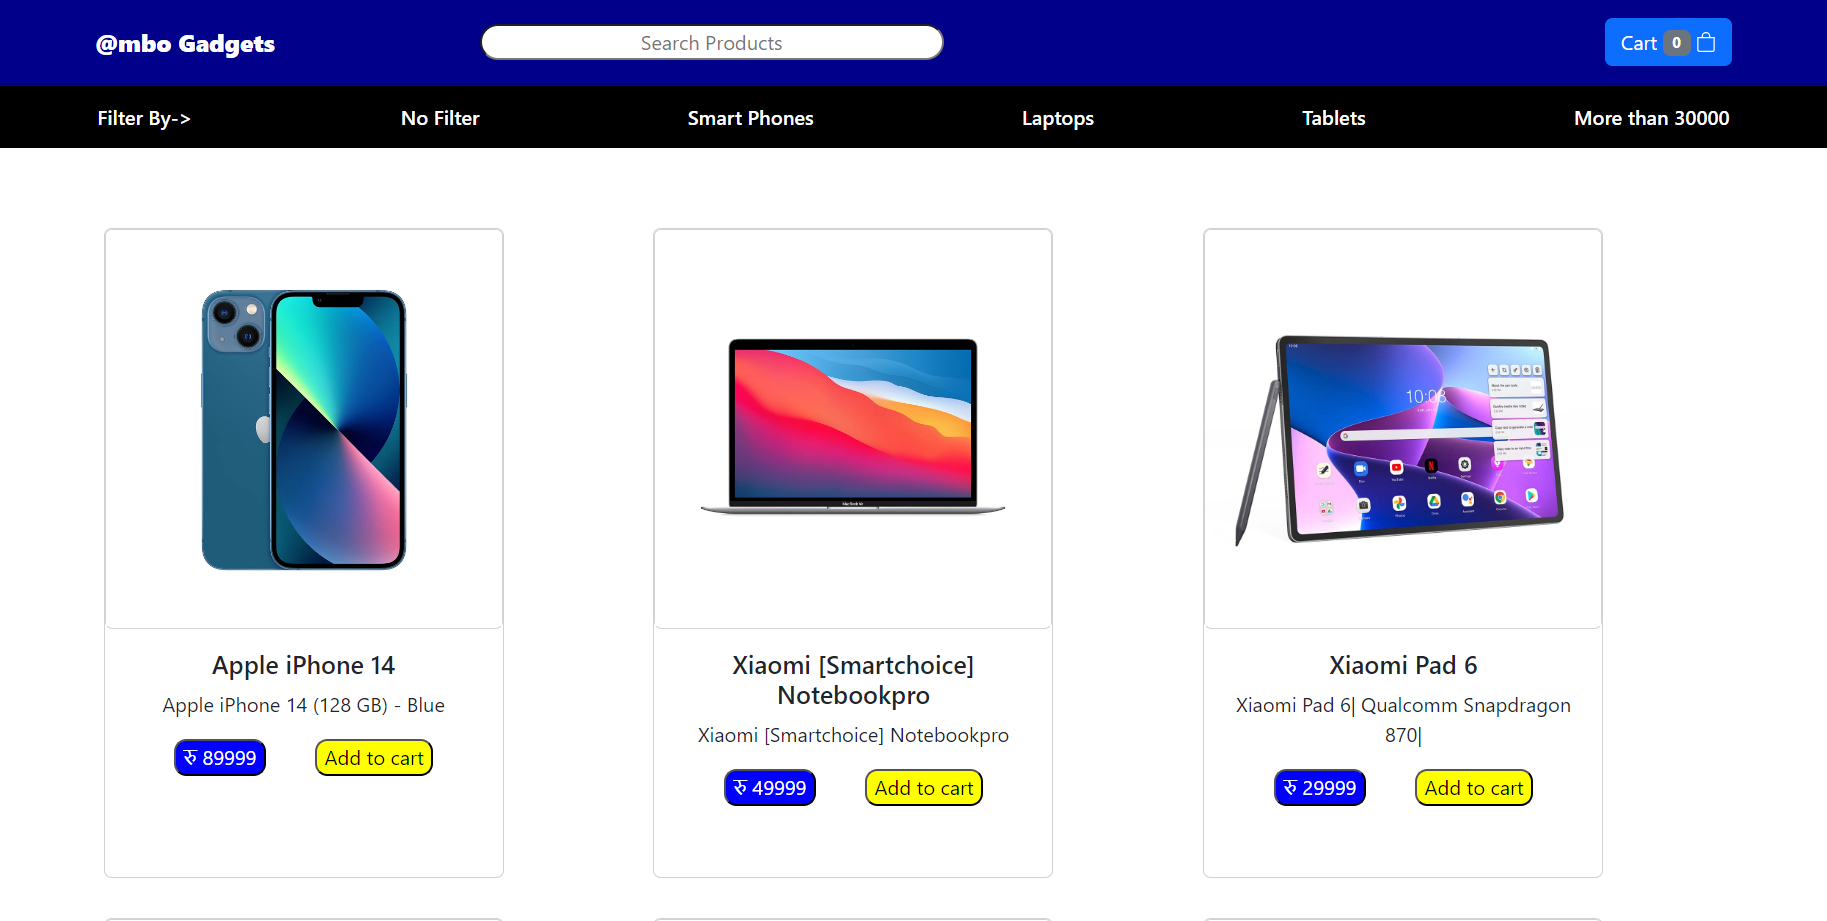 @mbo Gadgets
Search Products
Cart 0
Filter By->
No Filter
Smart Phones
Laptops
Tablets
More than 30000
10:08
Apple iPhone 14
Apple iPhone 14 (128 GB) - Blue
रु 89999
Add to cart
Xiaomi [Smartchoice]
Notebookpro
Xiaomi [Smartchoice] Notebookpro
रु 49999
Add to cart
Xiaomi Pad 6
Xiaomi Pad 6| Qualcomm Snapdragon
870|
रु 29999
Add to cart